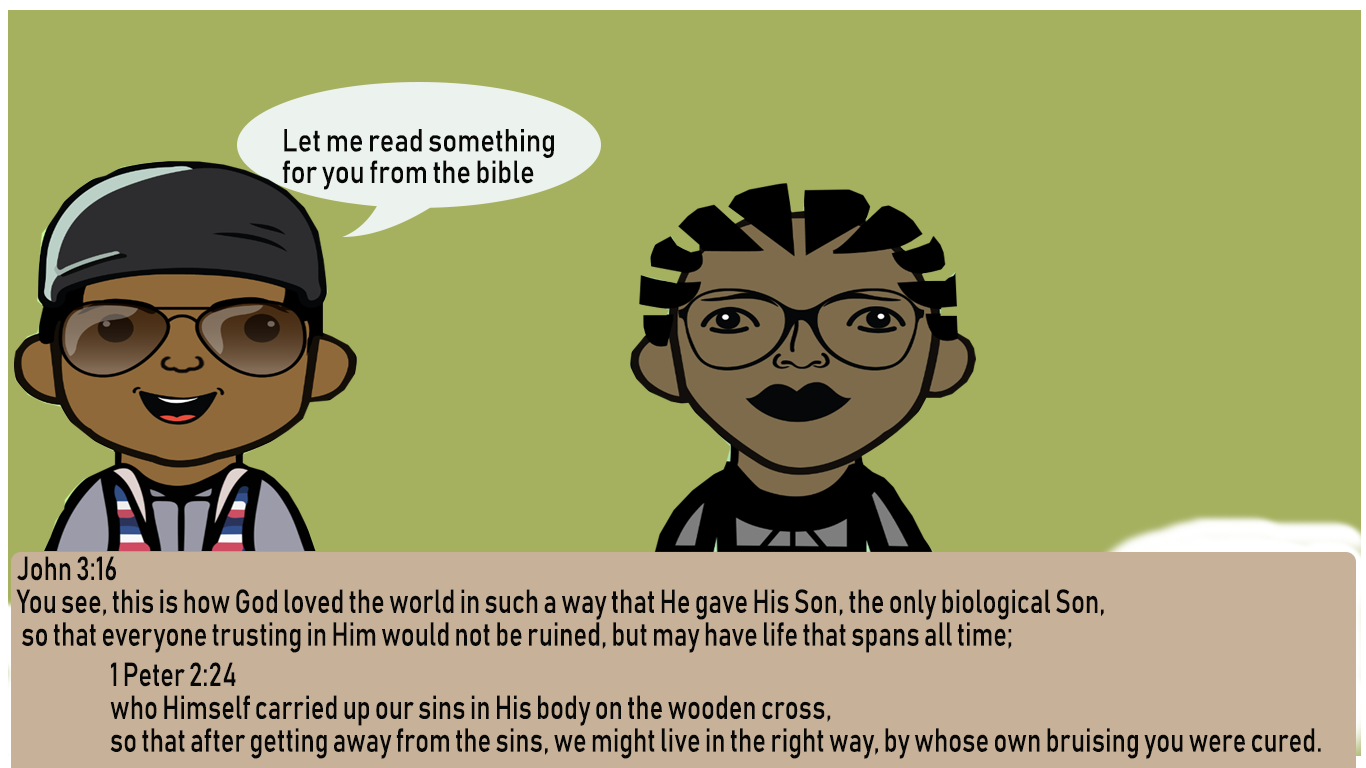 Let me read something
for you from the bible
John 3:16
You see, this is how God loved the world in such a way that He gave His Son, the only biological Son,
so that everyone trusting in Him would not be ruined, but may have life that spans all time;
1 Peter 2:24
who Himself carried up our sins in His body on the wooden cross,
so that after getting away from the sins, we might live in the right way, by whose own bruising you were cured.